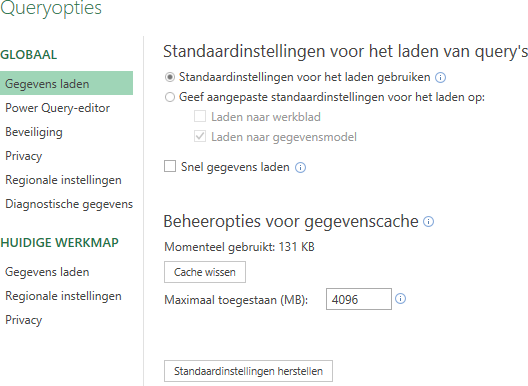 Queryopties
GLOBAAL
Gegevens laden
Power Query-editor
Beveiliging
Privacy
Regionale instellingen
Diagnostische gegevens
HUIDIGE WERKMAP
Gegevens laden
Regionale instellingen
Privacy
Standaardinstellingen voor het laden van query's
Standaardinstellingen voor het laden gebruiken
Geef aangepaste standaardinstellingen voor het laden op:
Laden naar werkblad
Laden naar gegevensmodel
Snel gegevens laden
Beheeropties voor gegevenscache
Momenteel gebruikt: 131 KB
Cache wissen
Maximaal toegestaan (MB): 4096
Standaardinstellingen herstellen